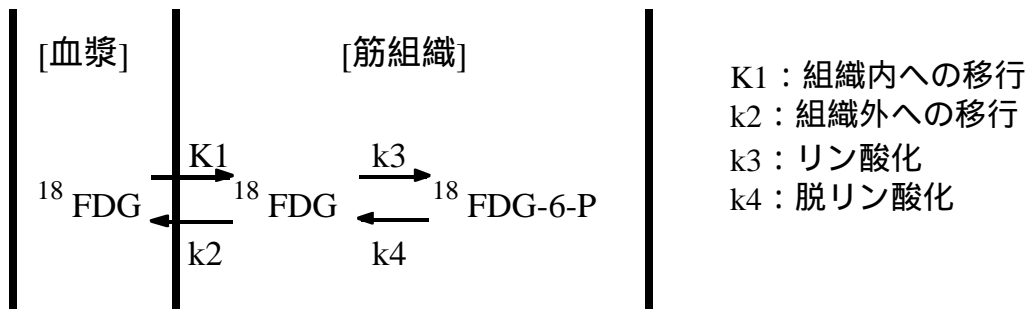 [血漿]
[筋組織]
K1
k3
18 FDG
18 FDG
18 FDG-6-P
k2
k4
K1：組織内への移行
k2：組織外への移行
k3：リン酸化
k4：脱リン酸化